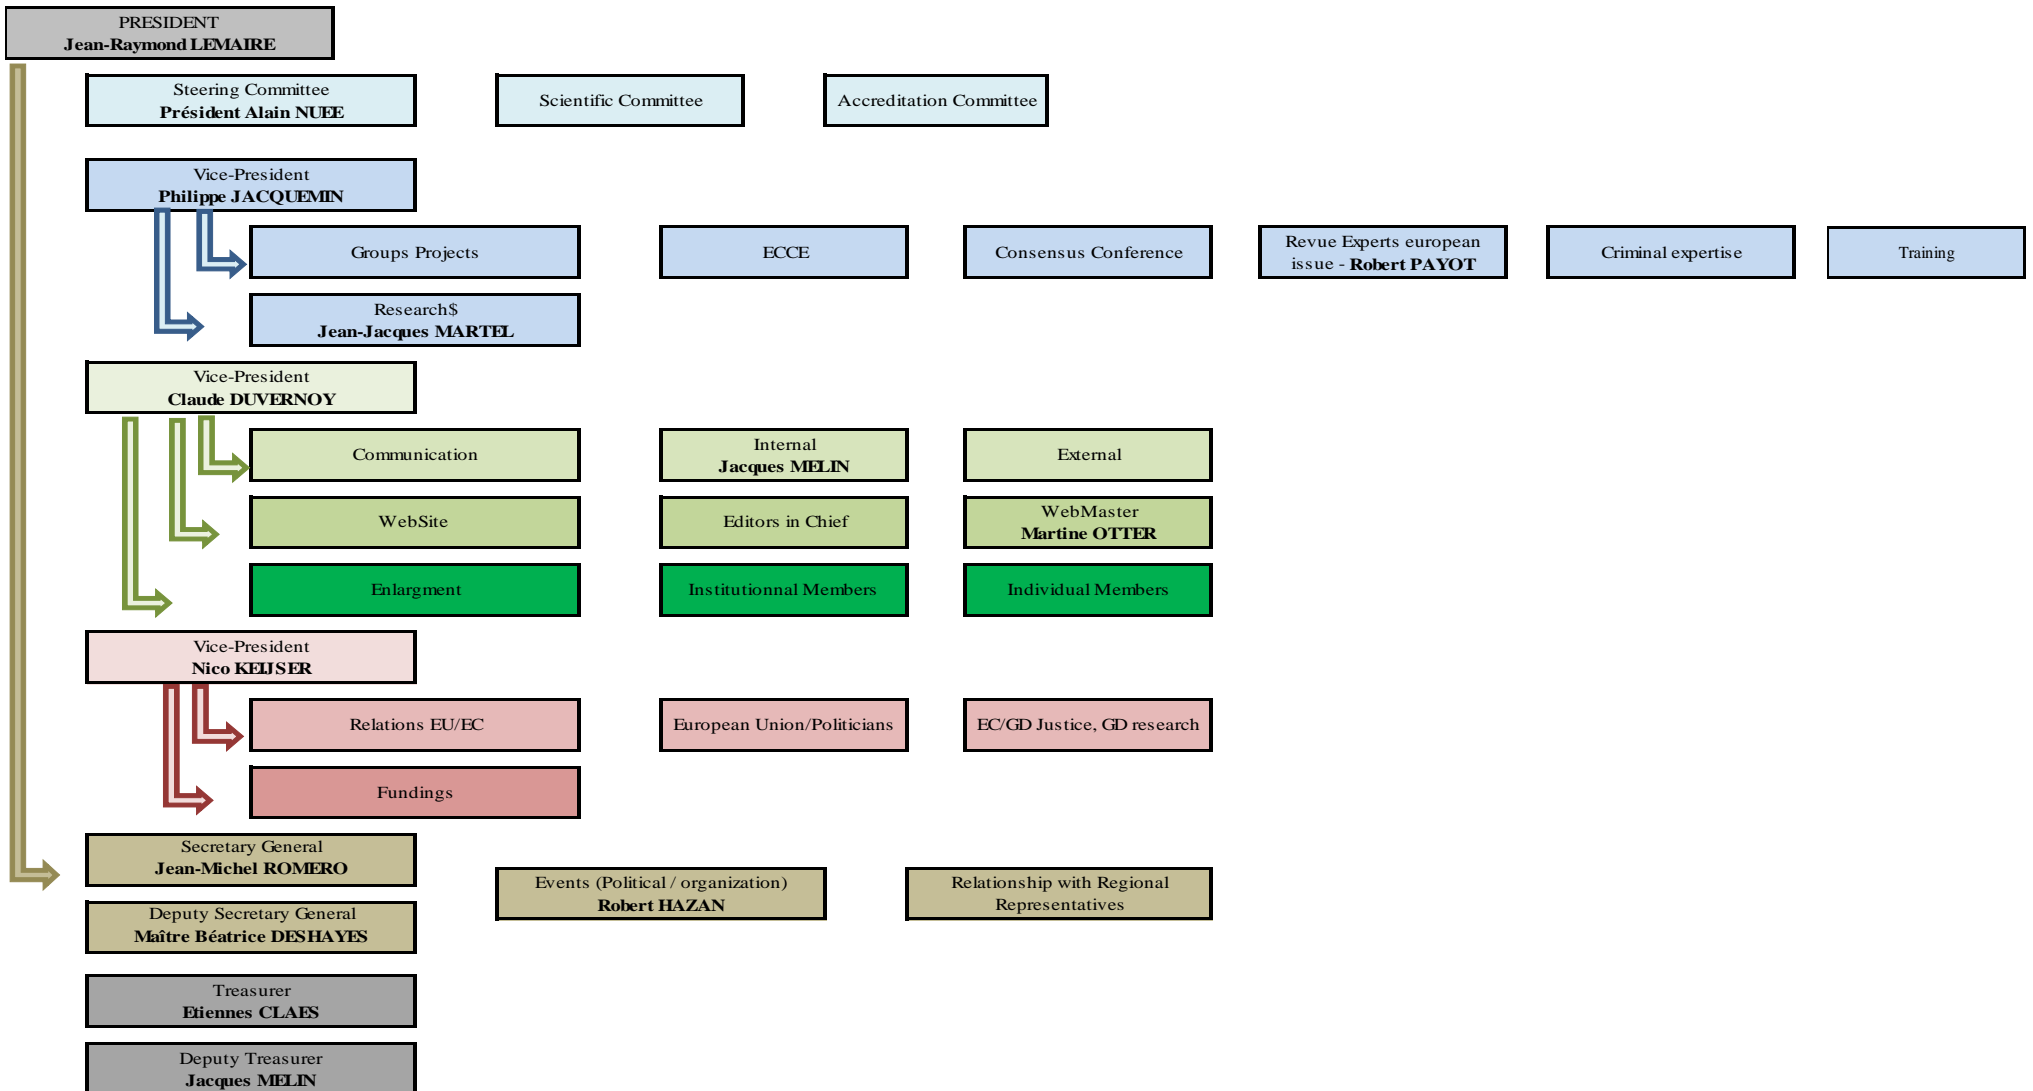 PRESIDENT
Jean-Raymond LEMAIRE
Steering Committee
Président Alain NUEE
Scientific Committee
Accreditation Committee
Vice-President
Philippe JACQUEMIN
Groups Projects
ECCE
Consensus Conference
Revue Experts european
issue - Robert PAYOT
Criminal expertise
Training
Research$
Jean-Jacques MARTEL
Vice-President
Claude DUVERNOY
Communication
Internal
Jacques MELIN
External
WebSite
Editors in Chief
WebMaster
Martine OTTER
Enlargment
Institutionnal Members
Individual Members
Vice-President
Nico KEIJSER
Relations EU/EC
European Union/Politicians
EC/GD Justice, GD research
Fundings
Secretary General
Jean-Michel ROMERO
Events (Political / organization)
Robert HAZAN
Relationship with Regional
Representatives
Deputy Secretary General
Maître Béatrice DESHAYES
Treasurer
Etiennes CLAES
Deputy Treasurer
Jacques MELIN